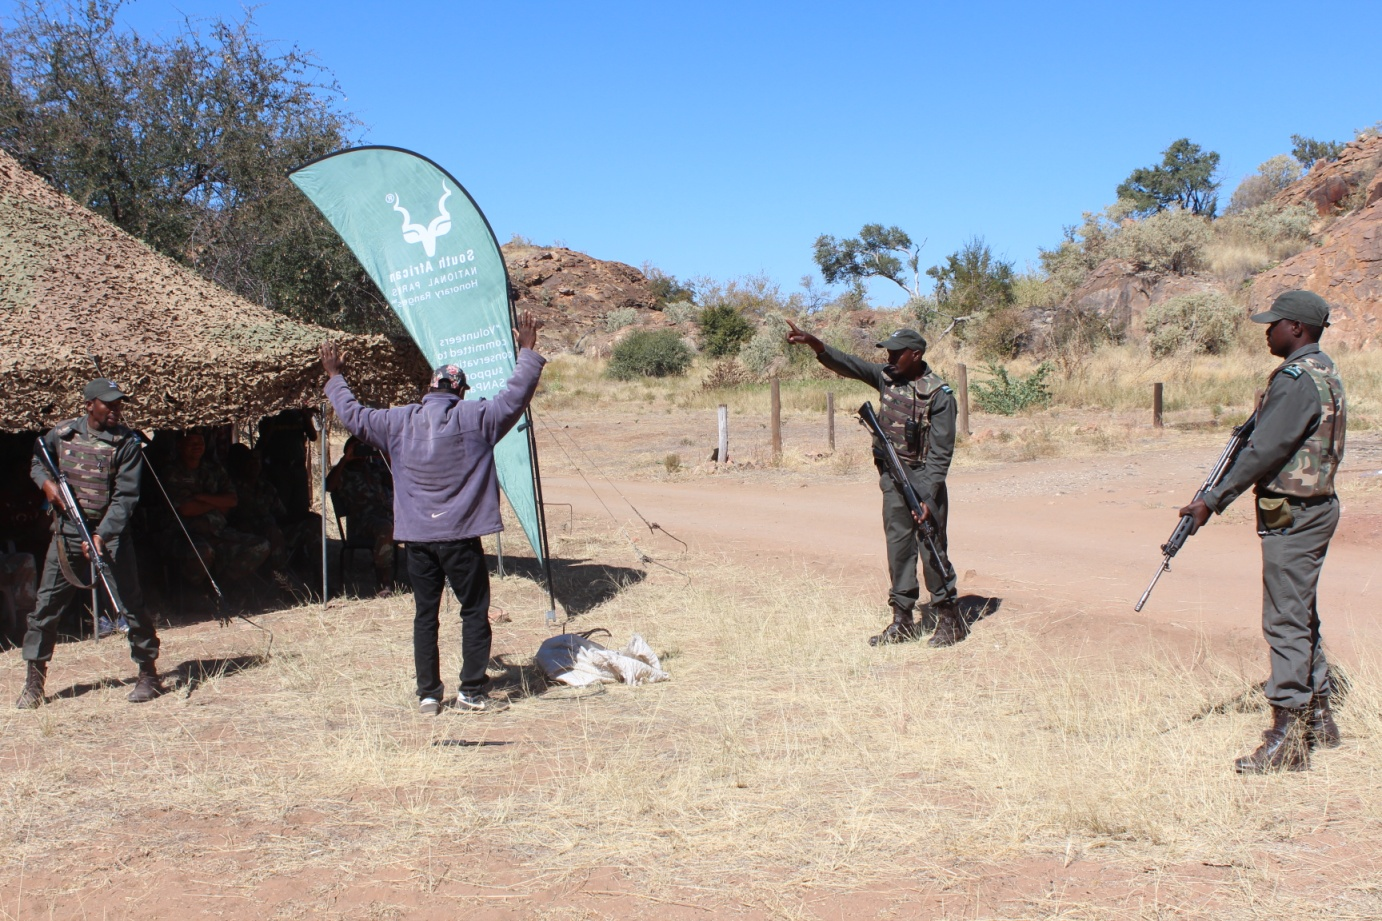 ®
South African
NATIONAL PARKS
Honorary Rangers
"Volunteers
committed to
conservation
support
SANP